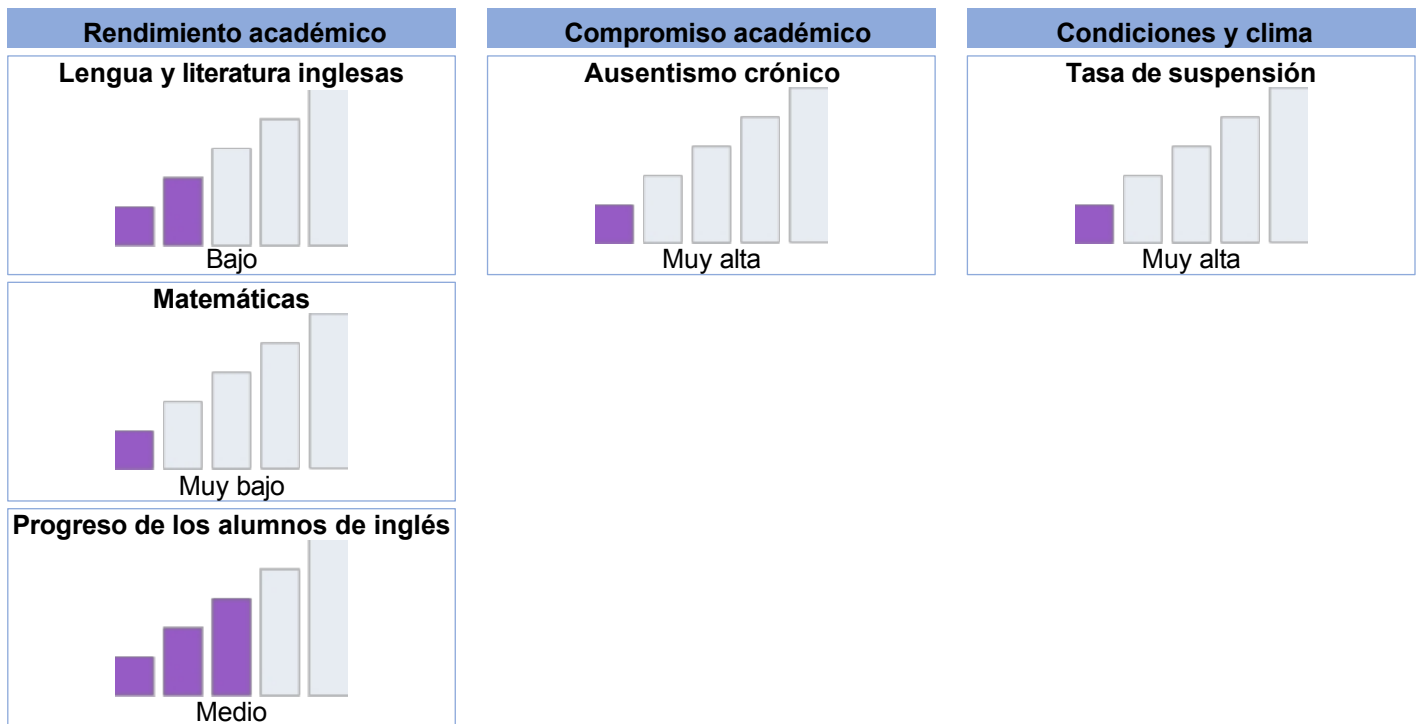 Rendimiento académico
Lengua y literatura inglesas
Bajo
Matemáticas
Muy bajo
Progreso de los alumnos de inglés
Medio
Compromiso académico
Ausentismo crónico
Muy alta
Condiciones y clima
Tasa de suspensión
Muy alta